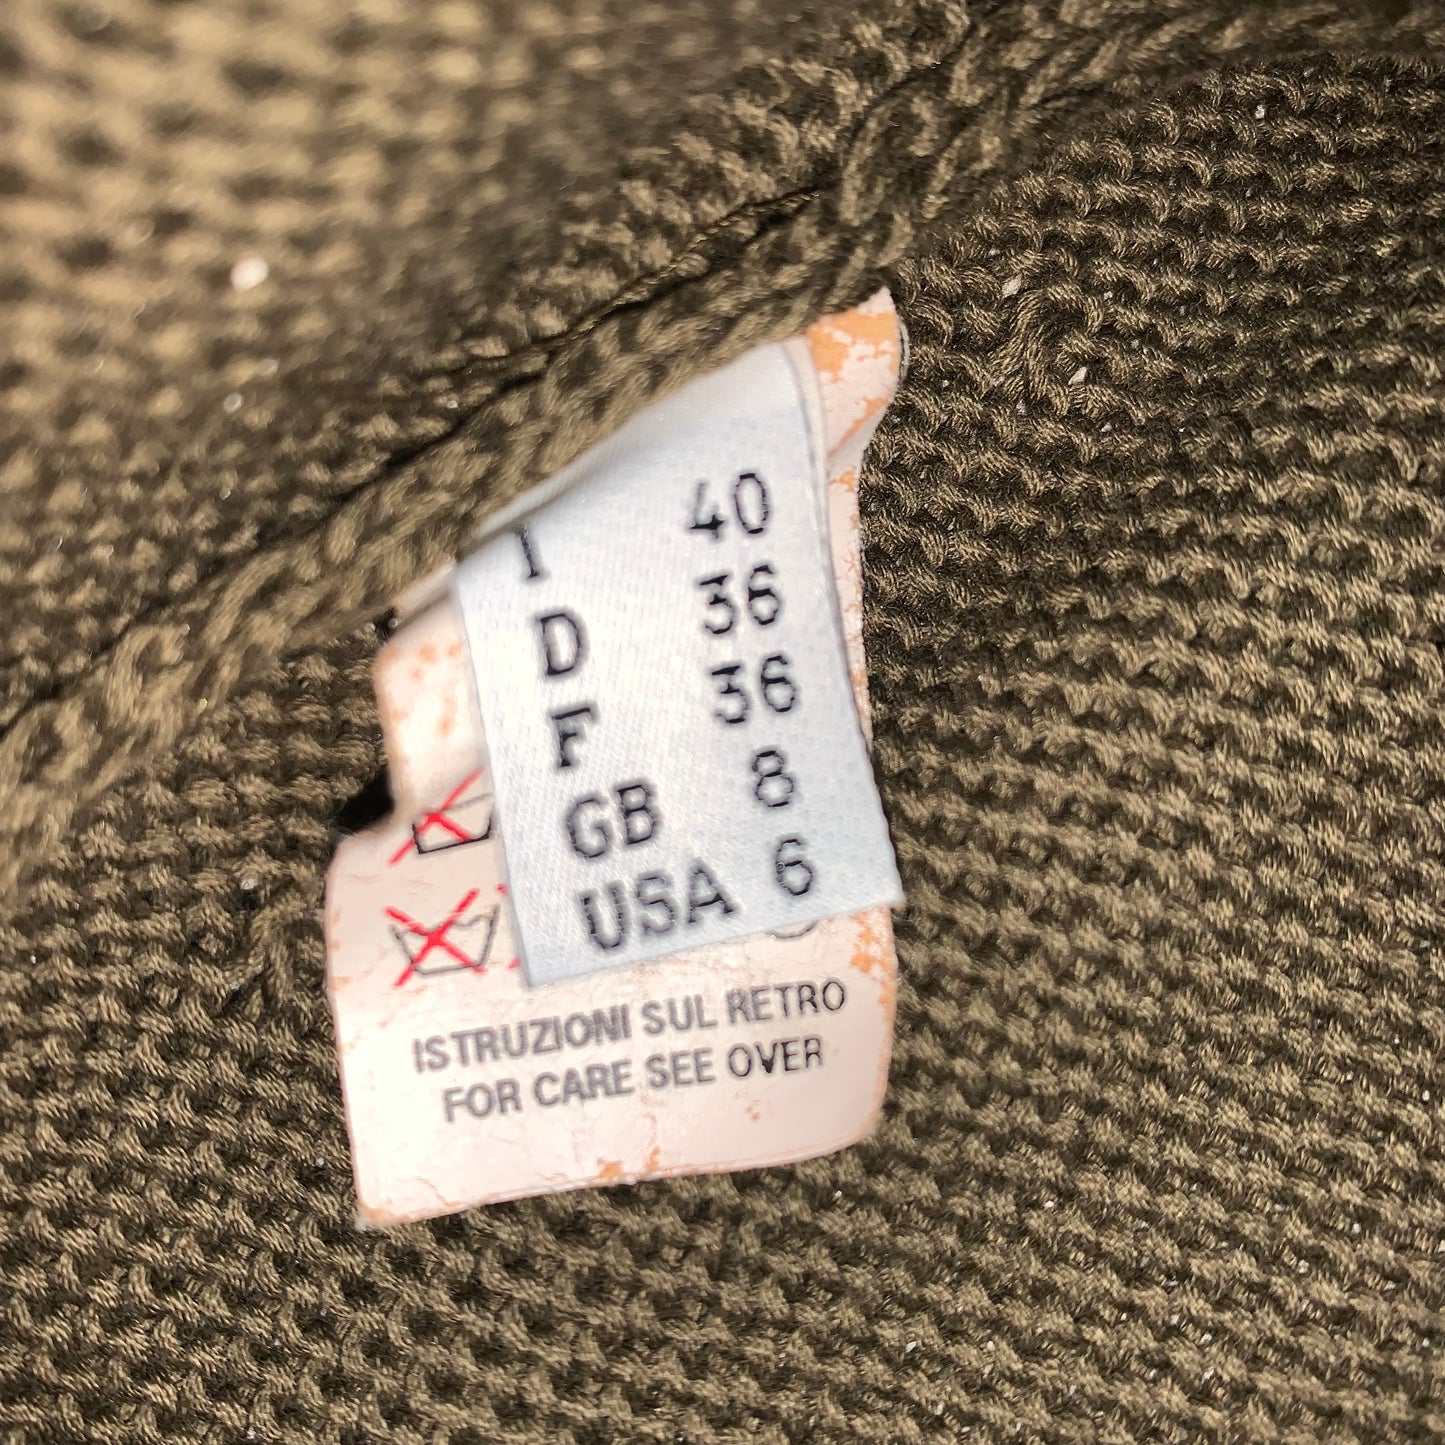 I 40
D 36
F 36
GB 8
USA 6
ISTRUZIONI SUL RETRO
FOR CARE SEE OVER